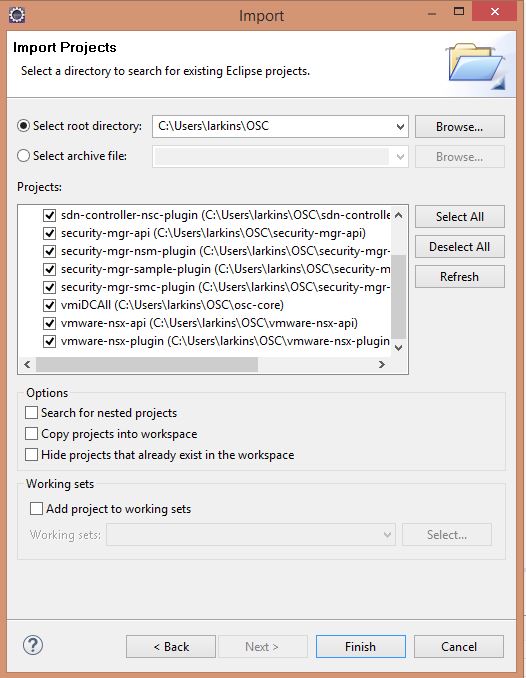 Import
Import Projects
Select a directory to search for existing Eclipse projects.
Select root directory: C:\Users\larkins\OSC Browse...
Select archive file: Browse...
Projects:
sdn-controller-nsc-plugin (C:\Users\larkins\OSC\sdn-controlle
security-mgr-api (C:\Users\larkins\OSC\security-mgr-api)
security-mgr-nsm-plugin (C:\Users\larkins\OSC\security-mgr-
security-mgr-sample-plugin (C:\Users\larkins\OSC\security-m
security-mgr-smc-plugin (C:\Users\larkins\OSC\security-mgr-
vmiDCAll (C:\Users\larkins\OSC\osc-core)
vmware-nsx-api (C:\Users\larkins\OSC\vmware-nsx-api)
vmware-nsx-plugin (C:\Users\larkins\OSC\vmware-nsx-plugin
Select All
Deselect All
Refresh
Options
Search for nested projects
Copy projects into workspace
Hide projects that already exist in the workspace
Working sets
Add project to working sets
Working sets: Select...
? < Back Next > Finish Cancel